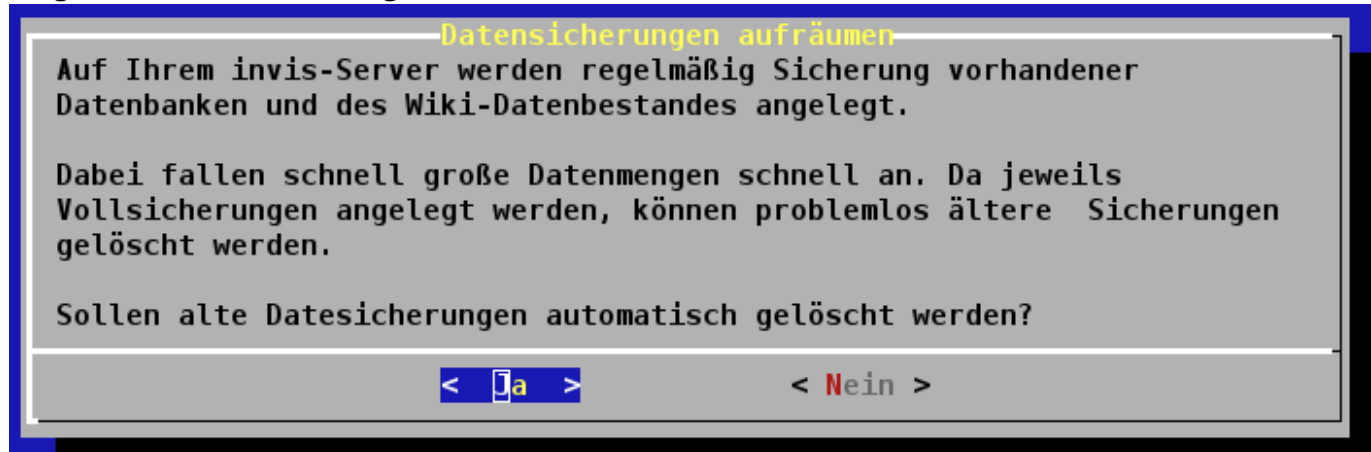 Datensicherungen aufräumen
Auf Ihrem invis-Server werden regelmäßig Sicherung vorhandener
Datenbanken und des Wiki-Datenbestandes angelegt.
Dabei fallen schnell große Datenmengen schnell an. Da jeweils
Vollsicherungen angelegt werden, können problemlos ältere  Sicherungen
gelöscht werden.
Sollen alte Datesicherungen automatisch gelöscht werden?
<  Ja  > < Nein >